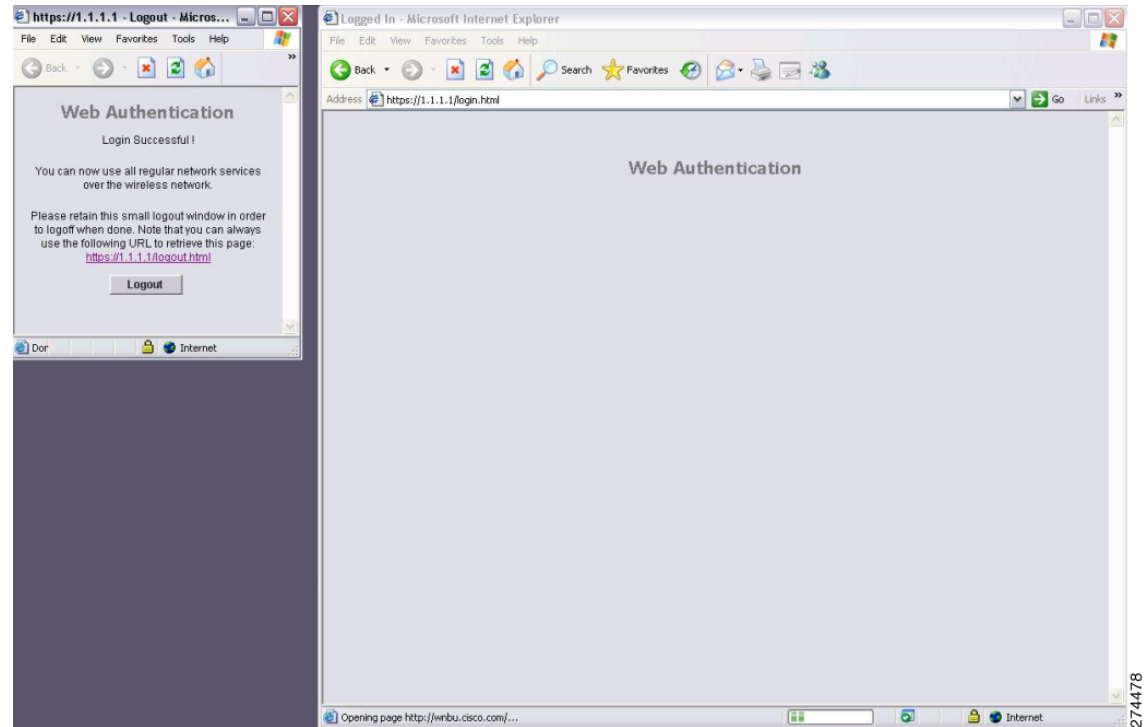 https://1.1.1.1 - Logout - Micros...
File Edit View Favorites Tools Help
Back
Web Authentication
Login Successful !
You can now use all regular network services
over the wireless network.
Please retain this small logout window in order
to logoff when done. Note that you can always
use the following URL to retrieve this page:
https://1.1.1.1/logout.html
Logout
Dor
Internet
Logged In - Microsoft Internet Explorer
File Edit View Favorites Tools Help
Back Search Favorites
Address https://1.1.1.1/login.html Go Links
Web Authentication
Opening page http://wnbu.cisco.com/...
Internet
274478